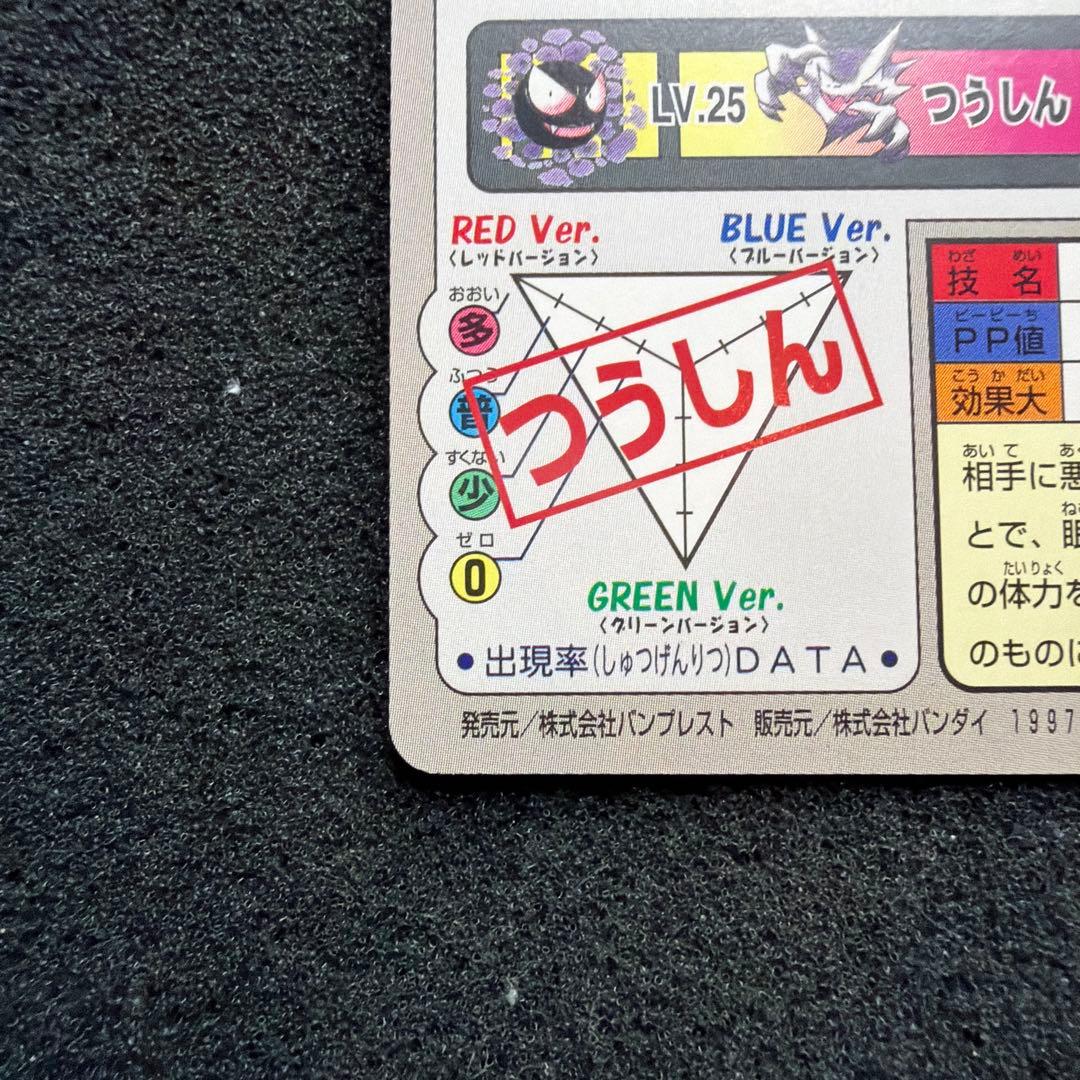 LV.25 つうしん
RED Ver.
〈レッドバージョン〉
BLUE Ver.
〈ブルーバージョン〉
おおい
多
ふつう
普
すくない
少
ゼロ
0
つうしん
GREEN Ver.
〈グリーンバージョン〉
●出現率(しゅつげんりつ)DATA●
わざ めい
技 名
ピーピーち
PP値
こうかだい
効果大
あいて
相手に悪
とで、眠
たいりょく
の体力を
のものに
発売元/株式会社バンプレスト 販売元/株式会社バンダイ 1997